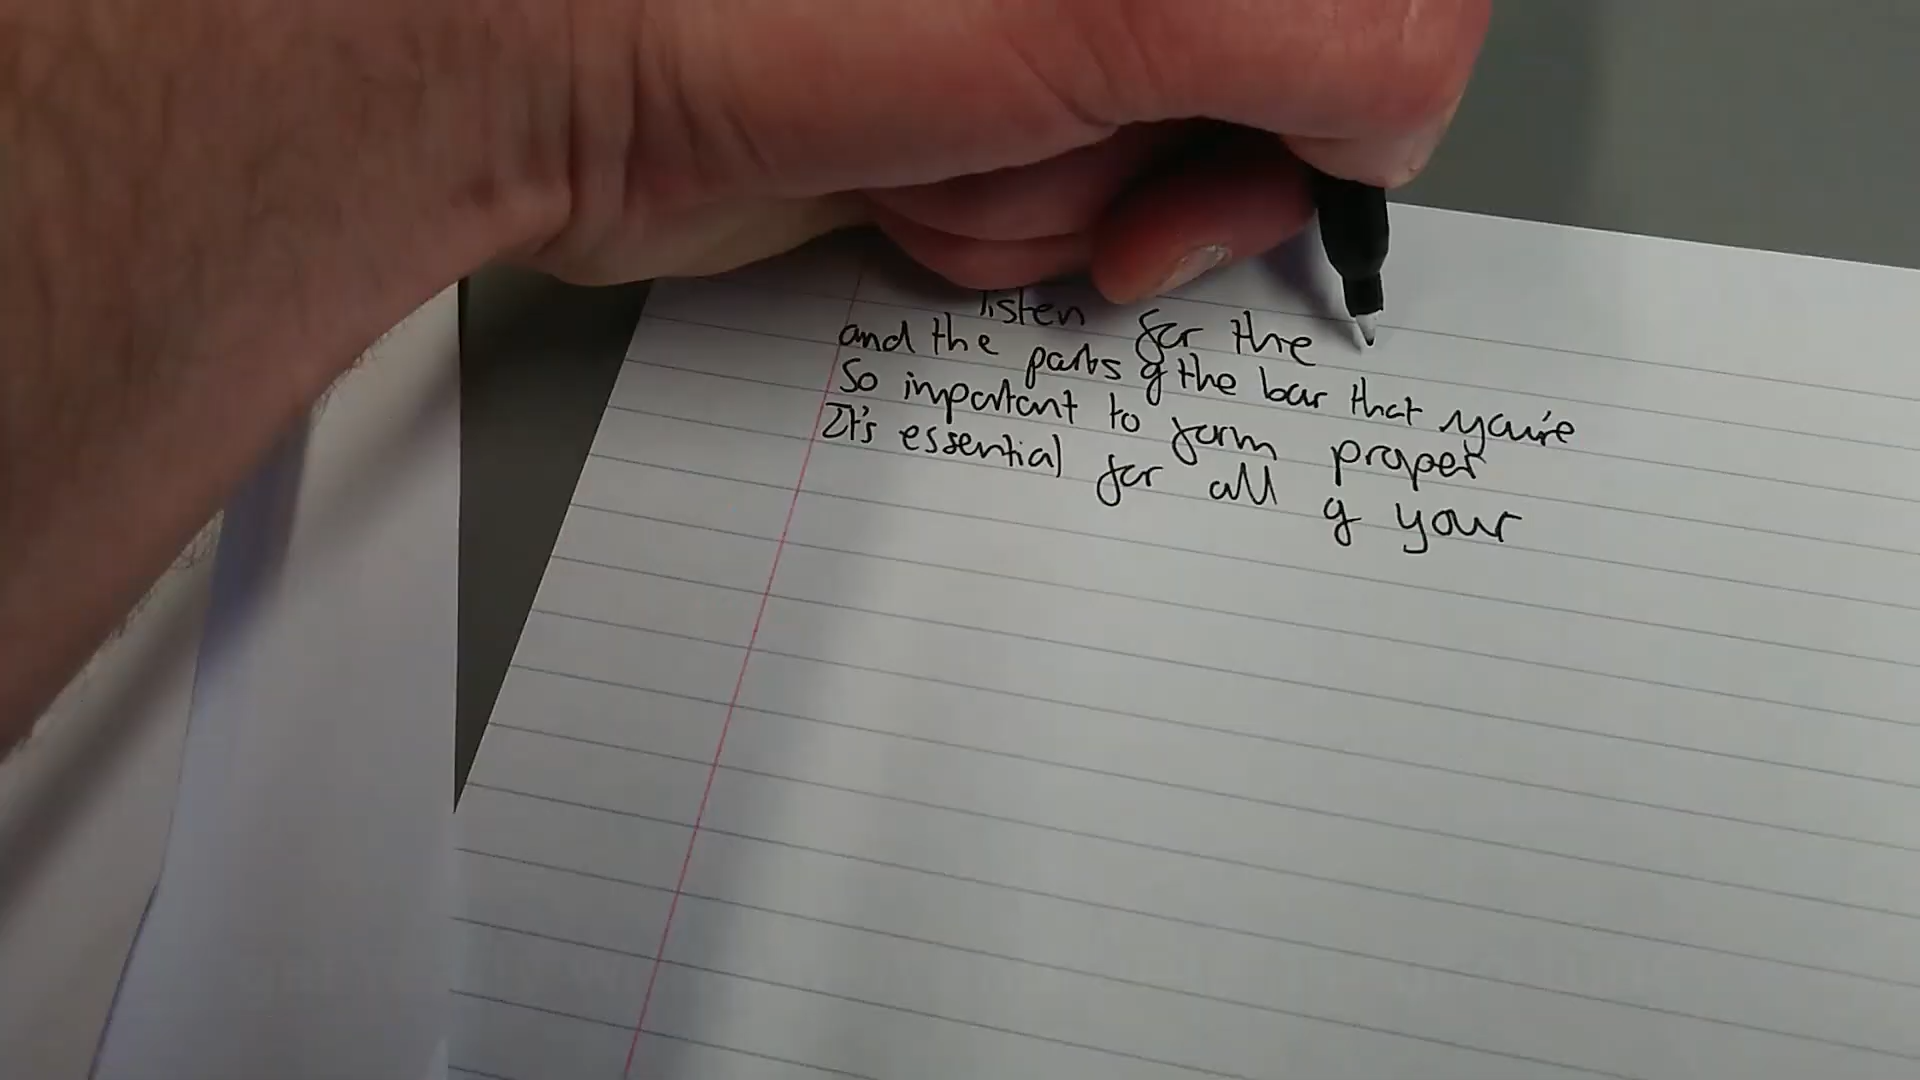 listen for the
and the parts of the bar that you're
So important to form proper
It's essential for all of your